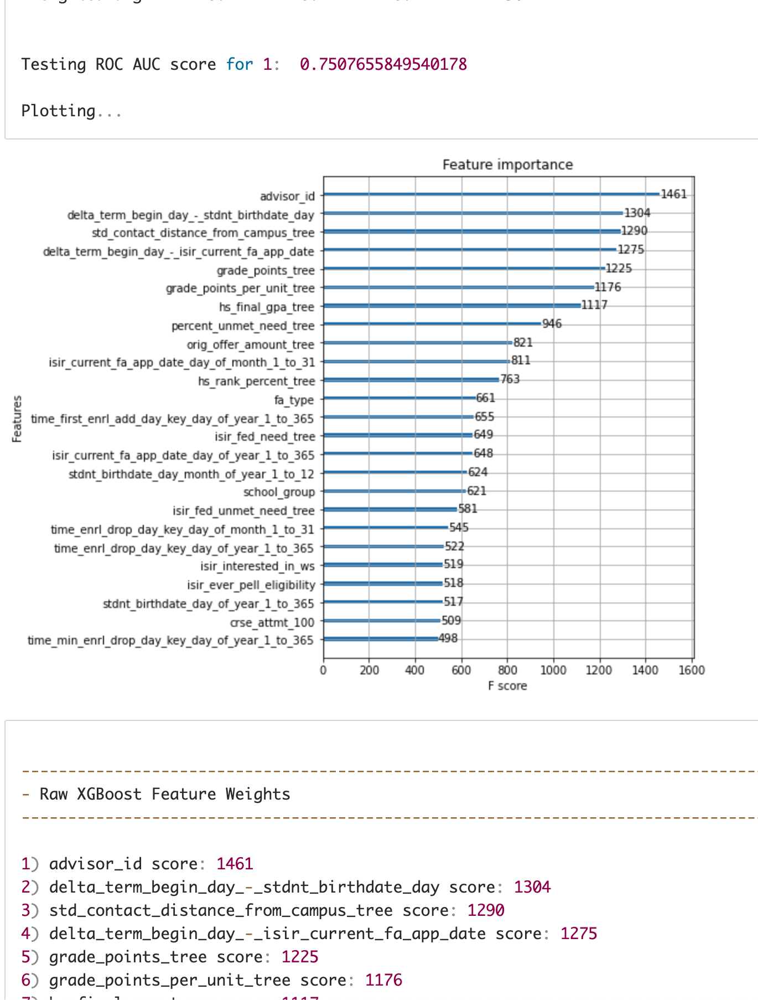 Testing ROC AUC score for 1:  0.7507655849540178
Plotting...
Feature importance
advisor_id 1461
delta_term_begin_day_-_stdnt_birthdate_day 1304
std_contact_distance_from_campus_tree 1290
delta_term_begin_day_-_isir_current_fa_app_date 1275
grade_points_tree 1225
grade_points_per_unit_tree 1176
hs_final_gpa_tree 1117
percent_unmet_need_tree 946
orig_offer_amount_tree 821
isir_current_fa_app_date_day_of_month_1_to_31 811
hs_rank_percent_tree 763
fa_type 661
time_first_enrl_add_day_key_day_of_year_1_to_365 655
isir_fed_need_tree 649
isir_current_fa_app_date_day_of_year_1_to_365 648
stdnt_birthdate_day_month_of_year_1_to_12 624
school_group 621
isir_fed_unmet_need_tree 581
time_enrl_drop_day_key_day_of_month_1_to_31 545
time_enrl_drop_day_key_day_of_year_1_to_365 522
isir_interested_in_ws 519
isir_ever_pell_eligibility 518
stdnt_birthdate_day_of_year_1_to_365 517
crse_attmt_100 509
time_min_enrl_drop_day_key_day_of_year_1_to_365 498
Features
0 200 400 600 800 1000 1200 1400 1600
F score
--------------------------------------------------------------------------------
- Raw XGBoost Feature Weights
--------------------------------------------------------------------------------
1) advisor_id score: 1461
2) delta_term_begin_day_-_stdnt_birthdate_day score: 1304
3) std_contact_distance_from_campus_tree score: 1290
4) delta_term_begin_day_-_isir_current_fa_app_date score: 1275
5) grade_points_tree score: 1225
6) grade_points_per_unit_tree score: 1176